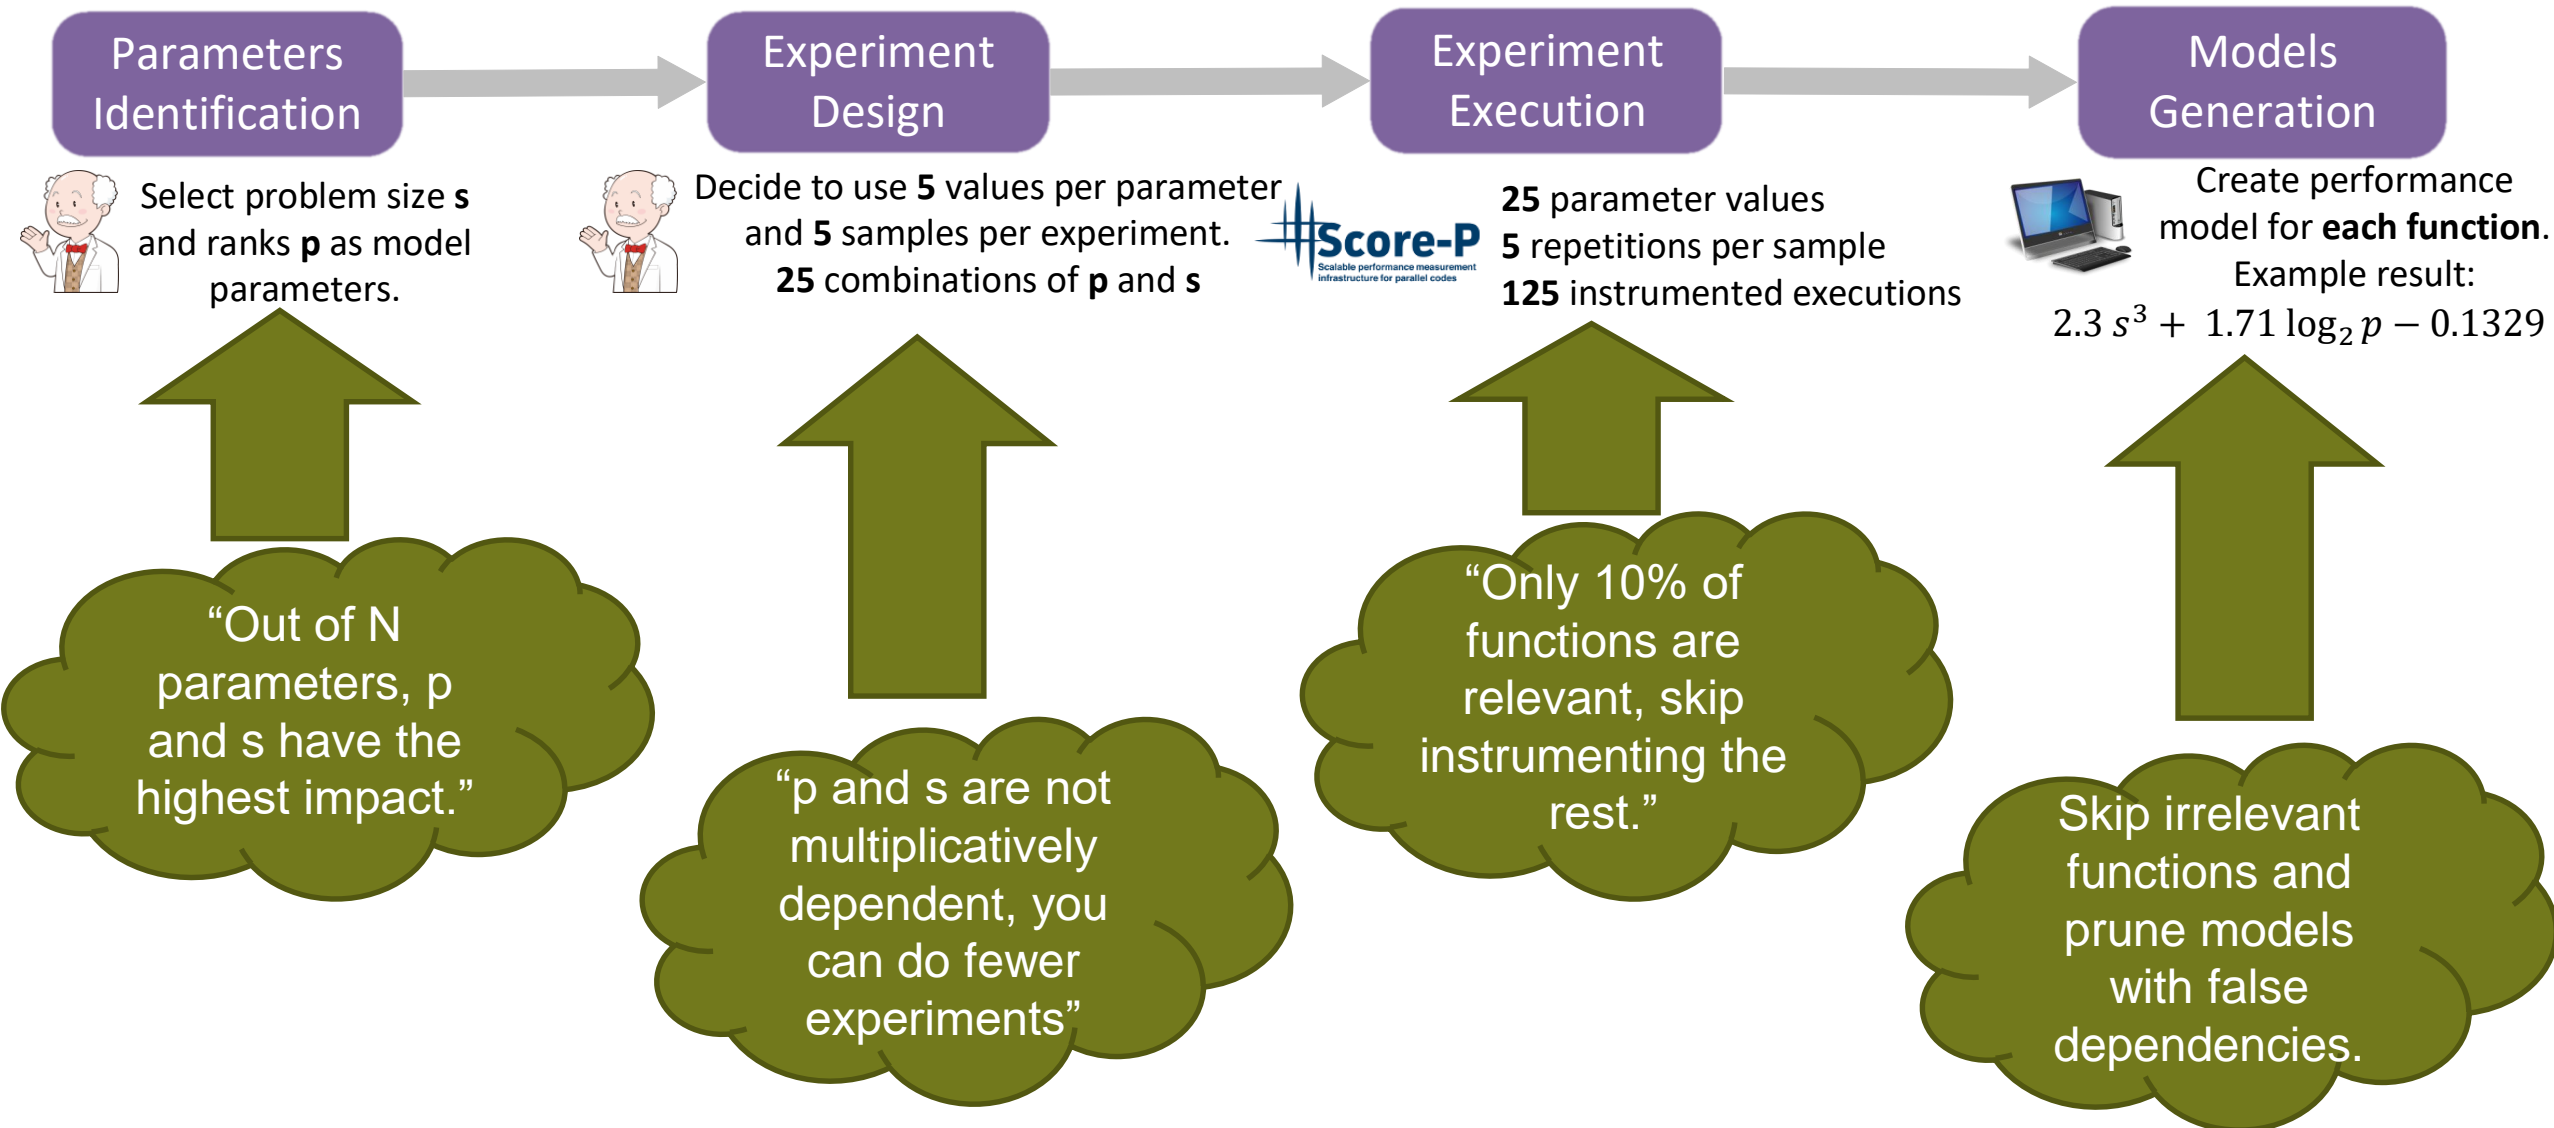 Parameters
Identification
Experiment
Design
Experiment
Execution
Models
Generation
Select problem size s
and ranks p as model
parameters.
Decide to use 5 values per parameter
and 5 samples per experiment.
25 combinations of p and s
Score-P
Scalable performance measurement
infrastructure for parallel codes
25 parameter values
5 repetitions per sample
125 instrumented executions
Create performance
model for each function.
Example result:
2.3 s³ + 1.71 log₂ p − 0.1329
“Out of N
parameters, p
and s have the
highest impact.”
“p and s are not
multiplicatively
dependent, you
can do fewer
experiments”
“Only 10% of
functions are
relevant, skip
instrumenting the
rest.”
Skip irrelevant
functions and
prune models
with false
dependencies.